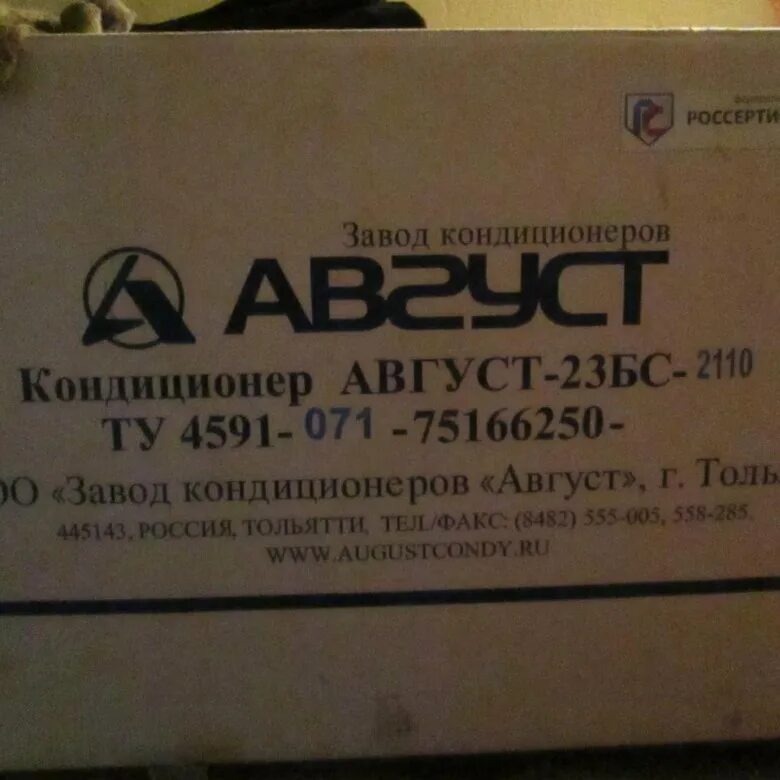 РОССЕРТИ
Завод кондиционеров
АВГУСТ
Кондиционер АВГУСТ-23БС-2110
ТУ 4591-071-75166250-
ОО «Завод кондиционеров «Август», г. Толь
445143, РОССИЯ, ТОЛЬЯТТИ, ТЕЛ/ФАКС: (8482) 555-005, 558-285.
WWW.AUGUSTCONDY.RU